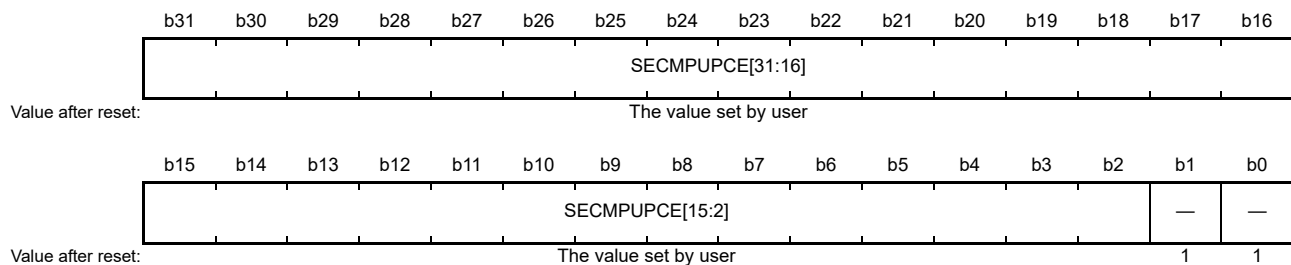 b31 b30 b29 b28 b27 b26 b25 b24 b23 b22 b21 b20 b19 b18 b17 b16
SECMPUPCE[31:16]
Value after reset: The value set by user
b15 b14 b13 b12 b11 b10 b9 b8 b7 b6 b5 b4 b3 b2 b1 b0
SECMPUPCE[15:2] — —
Value after reset: The value set by user 1 1